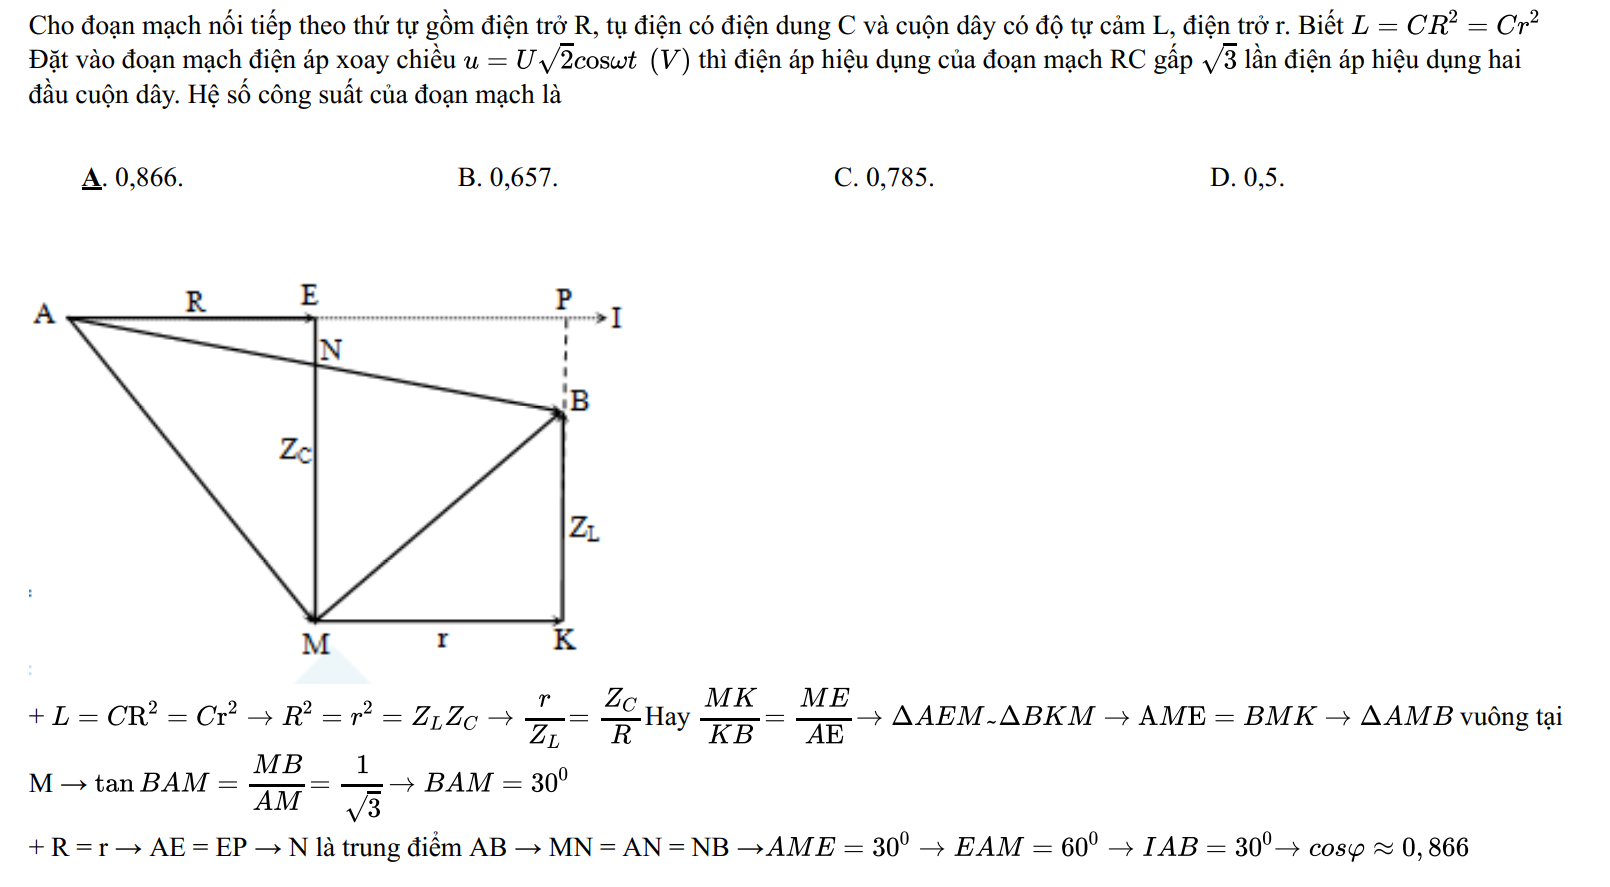 Cho đoạn mạch nối tiếp theo thứ tự gồm điện trở R, tụ điện có điện dung C và cuộn dây có độ tự cảm L, điện trở r. Biết L = CR² = Cr²
Đặt vào đoạn mạch điện áp xoay chiều u = U√2cosωt (V) thì điện áp hiệu dụng của đoạn mạch RC gấp √3 lần điện áp hiệu dụng hai
đầu cuộn dây. Hệ số công suất của đoạn mạch là
A. 0,866. B. 0,657. C. 0,785. D. 0,5.
A R E P I
N
B
Z_C
Z_L
M r K
+ L = CR² = Cr² → R² = r² = Z_L Z_C → r/Z_L = Z_C/R Hay MK/KB = ME/AE → ΔAEM~ΔBKM → AME = BMK → ΔAMB vuông tại
M → tan BAM = MB/AM = 1/√3 → BAM = 30⁰
+ R = r → AE = EP → N là trung điểm AB → MN = AN = NB →AME = 30⁰ → EAM = 60⁰ → IAB = 30⁰→ cosφ ≈ 0,866